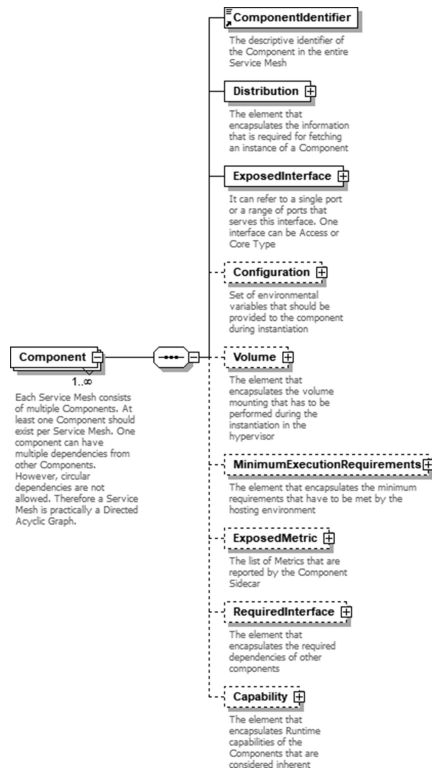 ComponentIdentifier
The descriptive identifier of
the Component in the entire
Service Mesh
Distribution
The element that
encapsulates the information
that is required for fetching
an instance of a Component
ExposedInterface
It can refer to a single port
or a range of ports that
serves this interface. One
interface can be Access or
Core Type
Configuration
Set of environmental
variables that should be
provided to the component
during instantiation
Component
1..∞
Each Service Mesh consists
of multiple Components. At
least one Component should
exist per Service Mesh. One
component can have
multiple dependencies from
other Components.
However, circular
dependencies are not
allowed. Therefore a Service
Mesh is practically a Directed
Acyclic Graph.
Volume
The element that
encapsulates the volume
mounting that has to be
performed during the
instantiation in the
hypervisor
MinimumExecutionRequirements
The element that encapsulates the minimum
requirements that have to be met by the
hosting environment
ExposedMetric
The list of Metrics that are
reported by the Component
Sidecar
RequiredInterface
The element that
encapsulates the required
dependencies of other
components
Capability
The element that
encapsulates Runtime
capabilities of the
Components that are
considered inherent